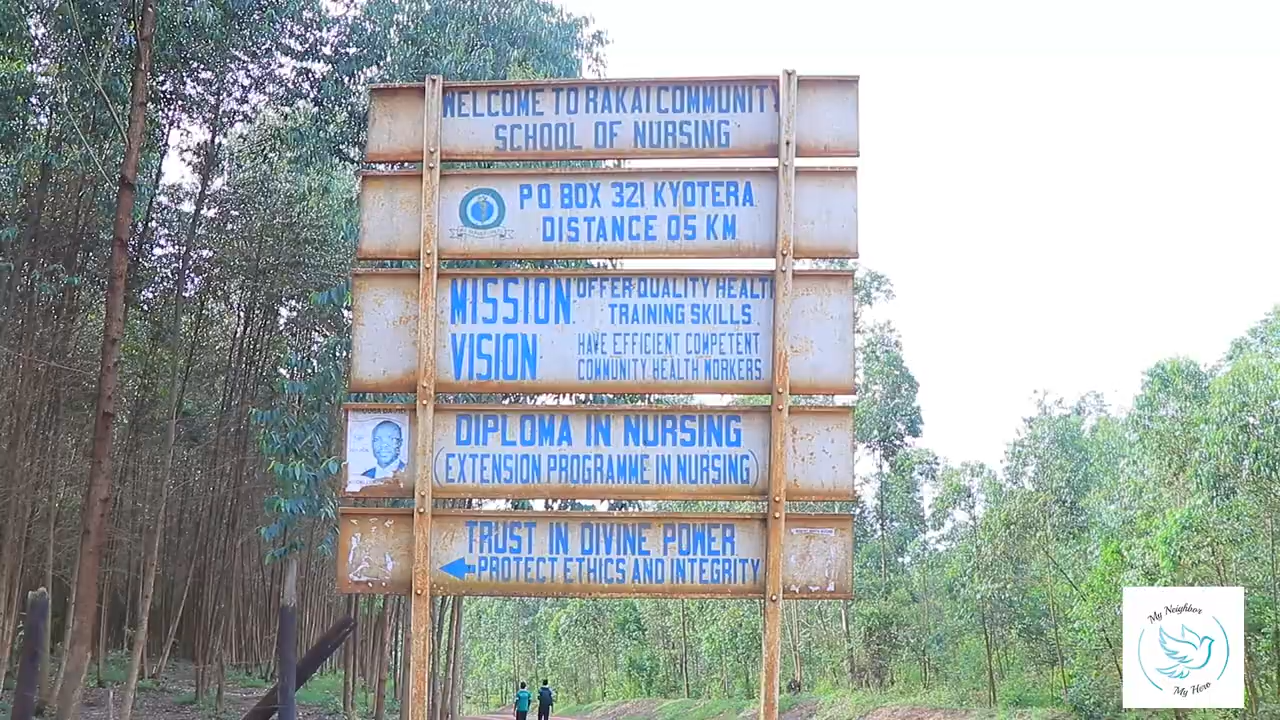 WELCOME TO RAKAI COMMUNITY
SCHOOL OF NURSING
P O BOX 321 KYOTERA
DISTANCE 05 KM
MISSION: OFFER QUALITY HEALTH
TRAINING SKILLS
VISION HAVE EFFICIENT COMPETENT
COMMUNITY HEALTH WORKERS
DIPLOMA IN NURSING
(EXTENSION PROGRAMME IN NURSING)
TRUST IN DIVINE POWER
PROTECT ETHICS AND INTEGRITY
My Neighbor
My Hero